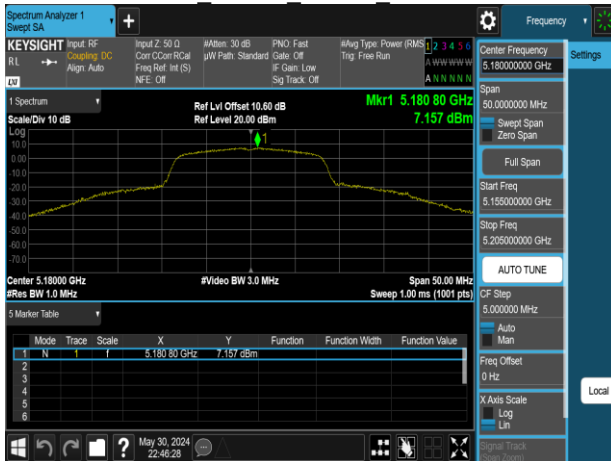 Spectrum Analyzer 1
Swept SA
Frequency
KEYSIGHT
RL
LXI
Input: RF
Coupling: DC
Align: Auto
Input Z: 50 Ω
Corr CCorr RCal
Freq Ref: Int (S)
NFE: Off
#Atten: 30 dB
µW Path: Standard
PNO: Fast
Gate: Off
IF Gain: Low
Sig Track: Off
#Avg Type: Power (RMS
Trig: Free Run
1 2 3 4 5 6
A W W W W W
A N N N N N
Center Frequency
5.180000000 GHz
Settings
1 Spectrum
Scale/Div 10 dB
Log
Ref Lvl Offset 10.60 dB
Ref Level 20.00 dBm
Mkr1 5.180 80 GHz
7.157 dBm
1
10.0
0.00
-10.0
-20.0
-30.0
-40.0
-50.0
-60.0
-70.0
Center 5.18000 GHz
#Res BW 1.0 MHz
#Video BW 3.0 MHz
Span 50.00 MHz
Sweep 1.00 ms (1001 pts)
Span
50.0000000 MHz
Swept Span
Zero Span
Full Span
Start Freq
5.155000000 GHz
Stop Freq
5.205000000 GHz
AUTO TUNE
CF Step
5.000000 MHz
Auto
Man
Freq Offset
0 Hz
X Axis Scale
Log
Lin
Signal Track
(Span Zoom)
Local
5 Marker Table
Mode Trace Scale X Y Function Function Width Function Value
1 N 1 f 5.180 80 GHz 7.157 dBm
2
3
4
5
6
?
May 30, 2024
22:46:28